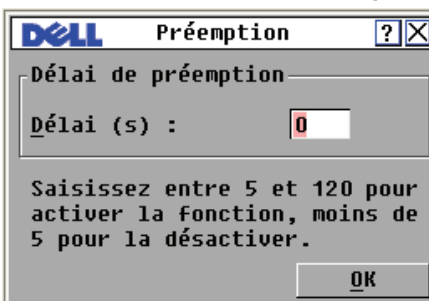 DELL Préemption ? X
Délai de préemption
Délai (s) : 0
Saisissez entre 5 et 120 pour
activer la fonction, moins de
5 pour la désactiver.
OK